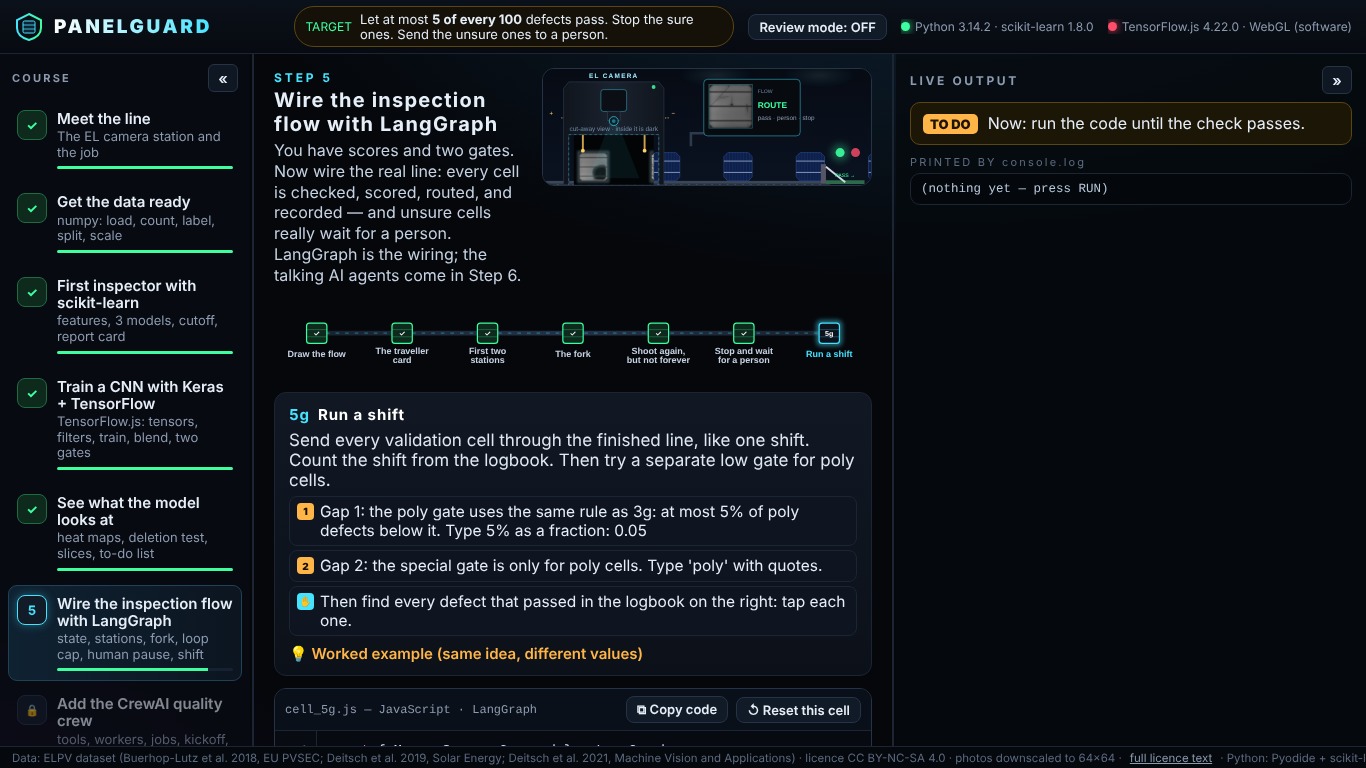 PANELGUARD
TARGET
Let at most 5 of every 100 defects pass. Stop the sure
ones. Send the unsure ones to a person.
Review mode: OFF
Python 3.14.2 · scikit-learn 1.8.0
TensorFlow.js 4.22.0 · WebGL (software)
COURSE
«
Meet the line
The EL camera station and
the job
Get the data ready
numpy: load, count, label,
split, scale
First inspector with
scikit-learn
features, 3 models, cutoff,
report card
Train a CNN with Keras
+ TensorFlow
TensorFlow.js: tensors,
filters, train, blend, two
gates
See what the model
looks at
heat maps, deletion test,
slices, to-do list
5
Wire the inspection flow
with LangGraph
state, stations, fork, loop
cap, human pause, shift
Add the CrewAI quality
crew
tools, workers, jobs, kickoff,
STEP 5
Wire the inspection
flow with LangGraph
You have scores and two gates.
Now wire the real line: every cell
is checked, scored, routed, and
recorded — and unsure cells
really wait for a person.
LangGraph is the wiring; the
talking AI agents come in Step 6.
EL CAMERA
cut-away view · inside it is dark
FLOW
ROUTE
pass · person · stop
Draw the flow
The traveller
card
First two
stations
The fork
Shoot again,
but not forever
Stop and wait
for a person
5g
Run a shift
5g Run a shift
Send every validation cell through the finished line, like one shift.
Count the shift from the logbook. Then try a separate low gate for poly
cells.
1 Gap 1: the poly gate uses the same rule as 3g: at most 5% of poly
defects below it. Type 5% as a fraction: 0.05
2 Gap 2: the special gate is only for poly cells. Type 'poly' with quotes.
Then find every defect that passed in the logbook on the right: tap each
one.
💡 Worked example (same idea, different values)
cell_5g.js — JavaScript · LangGraph
Copy code
Reset this cell
LIVE OUTPUT
»
TO DO Now: run the code until the check passes.
PRINTED BY console.log
(nothing yet — press RUN)
Data: ELPV dataset (Buerhop-Lutz et al. 2018, EU PVSEC; Deitsch et al. 2019, Solar Energy; Deitsch et al. 2021, Machine Vision and Applications) · licence CC BY-NC-SA 4.0 · photos downscaled to 64×64 · full licence text · Python: Pyodide + scikit-